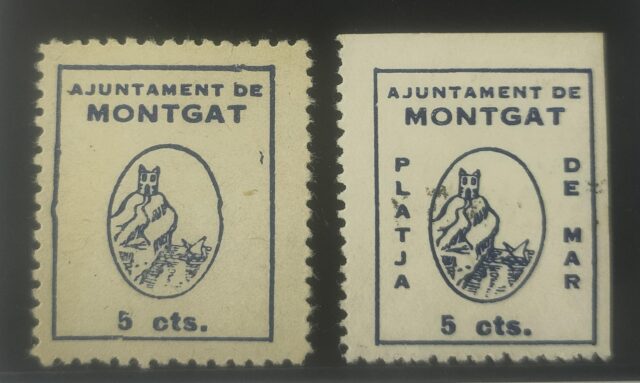 AJUNTAMENT DE
MONTGAT
5 cts.
AJUNTAMENT DE
MONTGAT
PLATJA
DE MAR
5 cts.